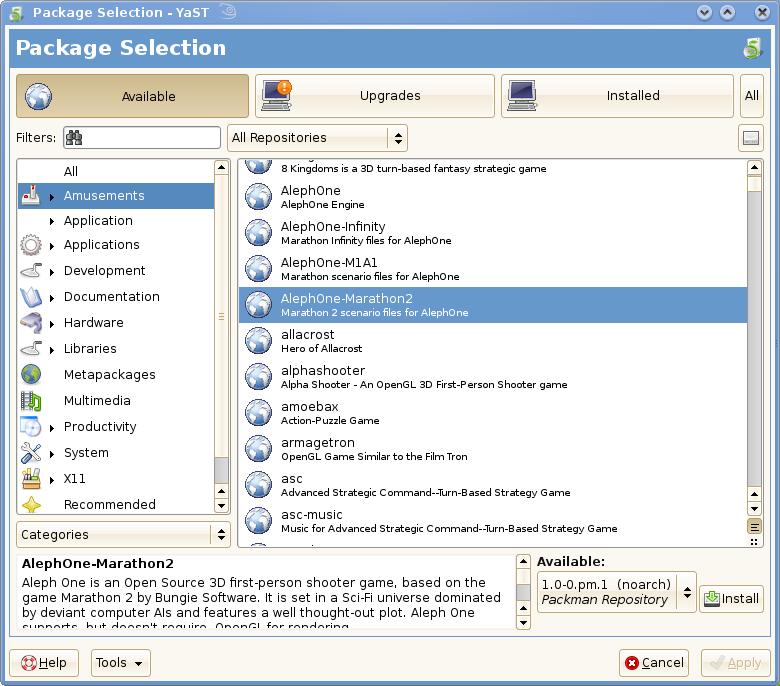 Package Selection - YaST
Package Selection
Available
Upgrades
Installed
All
Filters:
All Repositories
All
Amusements
Application
Applications
Development
Documentation
Hardware
Libraries
Metapackages
Multimedia
Productivity
System
X11
Recommended
Categories
8 Kingdoms is a 3D turn-based fantasy strategic game
AlephOne
AlephOne Engine
AlephOne-Infinity
Marathon Infinity files for AlephOne
AlephOne-M1A1
Marathon scenario files for AlephOne
AlephOne-Marathon2
Marathon 2 scenario files for AlephOne
allacrost
Hero of Allacrost
alphashooter
Alpha Shooter - An OpenGL 3D First-Person Shooter game
amoebax
Action-Puzzle Game
armagetron
OpenGL Game Similar to the Film Tron
asc
Advanced Strategic Command--Turn-Based Strategy Game
asc-music
Music for Advanced Strategic Command--Turn-Based Strategy Game
AlephOne-Marathon2
Aleph One is an Open Source 3D first-person shooter game, based on the
game Marathon 2 by Bungie Software. It is set in a Sci-Fi universe dominated
by deviant computer AIs and features a well thought-out plot. Aleph One
supports, but doesn't require, OpenGL for rendering.
Available:
1.0-0.pm.1 (noarch)
Packman Repository
Install
Help
Tools
Cancel
Apply